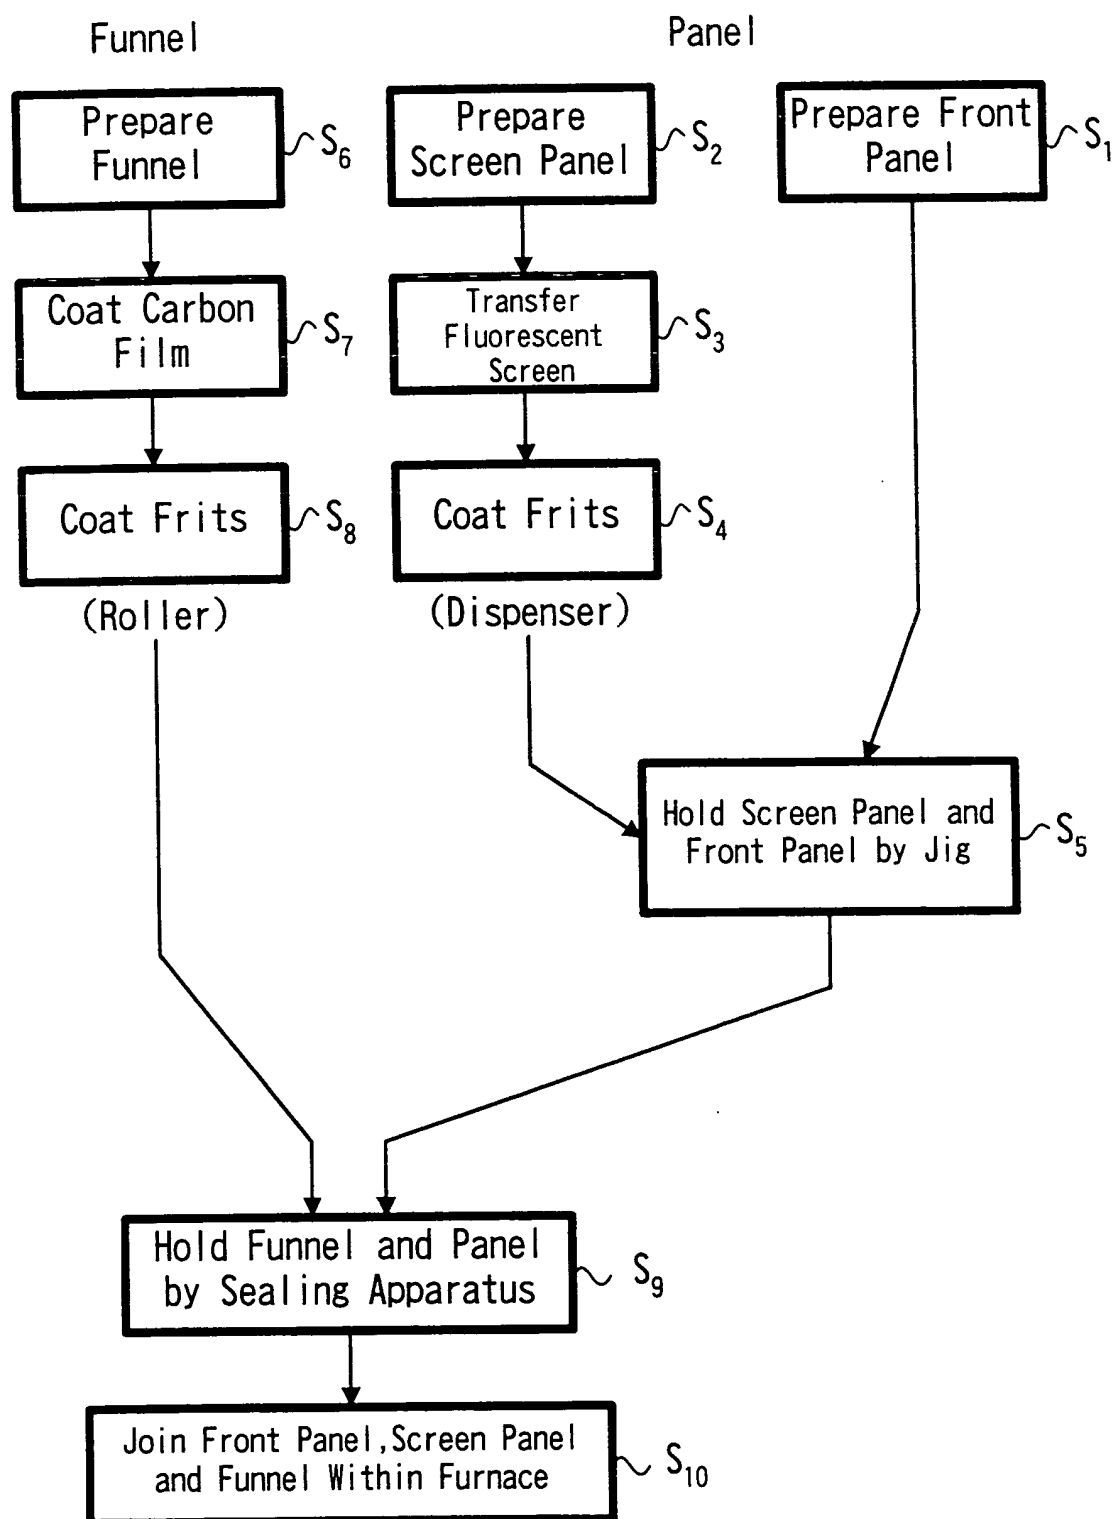 Funnel
Panel
Prepare
Funnel
S6
Prepare
Screen Panel
S2
Prepare Front
Panel
S1
Coat Carbon
Film
S7
Transfer
Fluorescent
Screen
S3
Coat Frits
S8
(Roller)
Coat Frits
S4
(Dispenser)
Hold Screen Panel and
Front Panel by Jig
S5
Hold Funnel and Panel
by Sealing Apparatus
S9
Join Front Panel,Screen Panel
and Funnel Within Furnace
S10